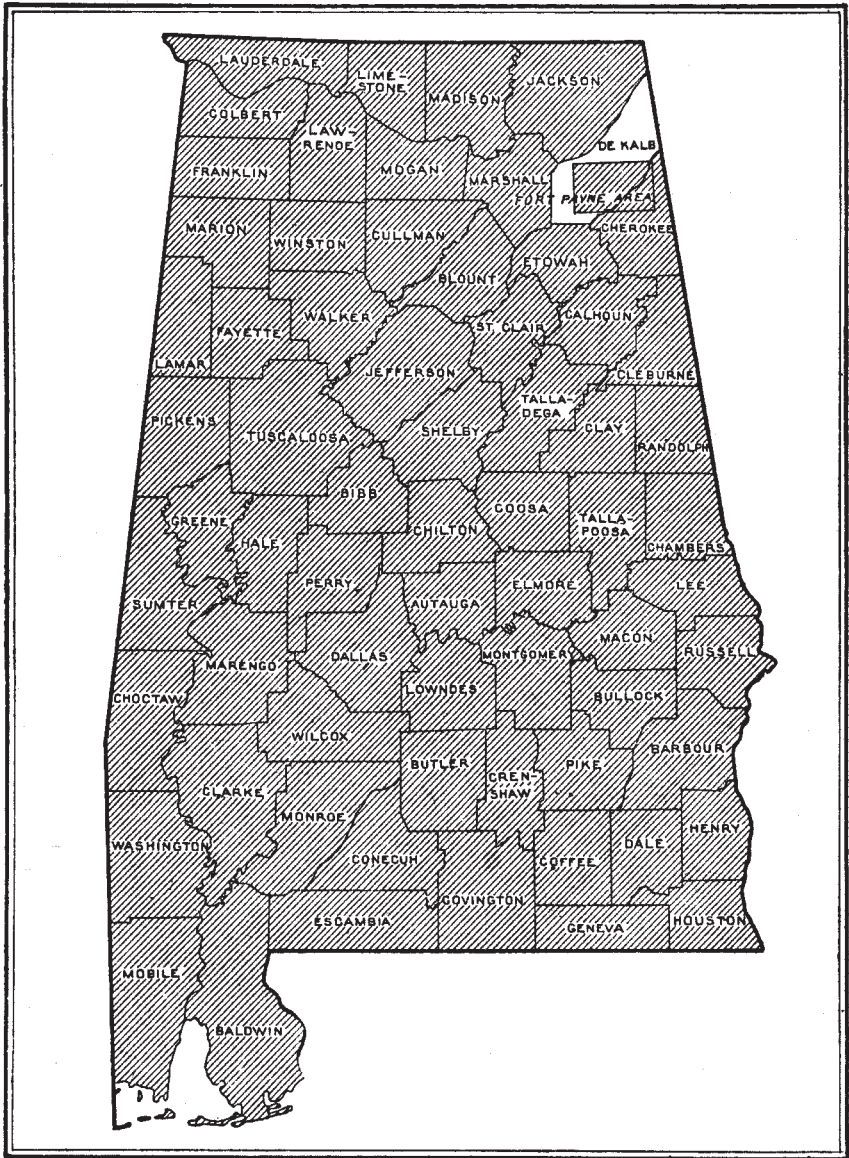 LAUDERDALE
LIME-
STONE
MADISON
JACKSON
COLBERT
LAW-
RENCE
DE KALB
FRANKLIN
MOGAN
MARSHALL
FORT PAYNE AREA
MARION
WINSTON
CULLMAN
CHEROKEE
ETOWAH
BLOUNT
LAMAR
FAYETTE
WALKER
ST. CLAIR
CALHOUN
JEFFERSON
CLEBURNE
PICKENS
TUSCALOOSA
SHELBY
TALLA-
DEGA
CLAY
RANDOLPH
BIBB
GREENE
HALE
CHILTON
COOSA
TALLA-
POOSA
CHAMBERS
SUMTER
PERRY
AUTAUGA
ELMORE
LEE
MARENGO
DALLAS
MONTGOMERY
MACON
RUSSELL
CHOCTAW
LOWNDES
BULLOCK
WILCOX
BUTLER
CREN-
SHAW
PIKE
BARBOUR
CLARKE
MONROE
WASHINGTON
CONECUH
COFFEE
DALE
HENRY
COVINGTON
ESCAMBIA
GENEVA
HOUSTON
MOBILE
BALDWIN